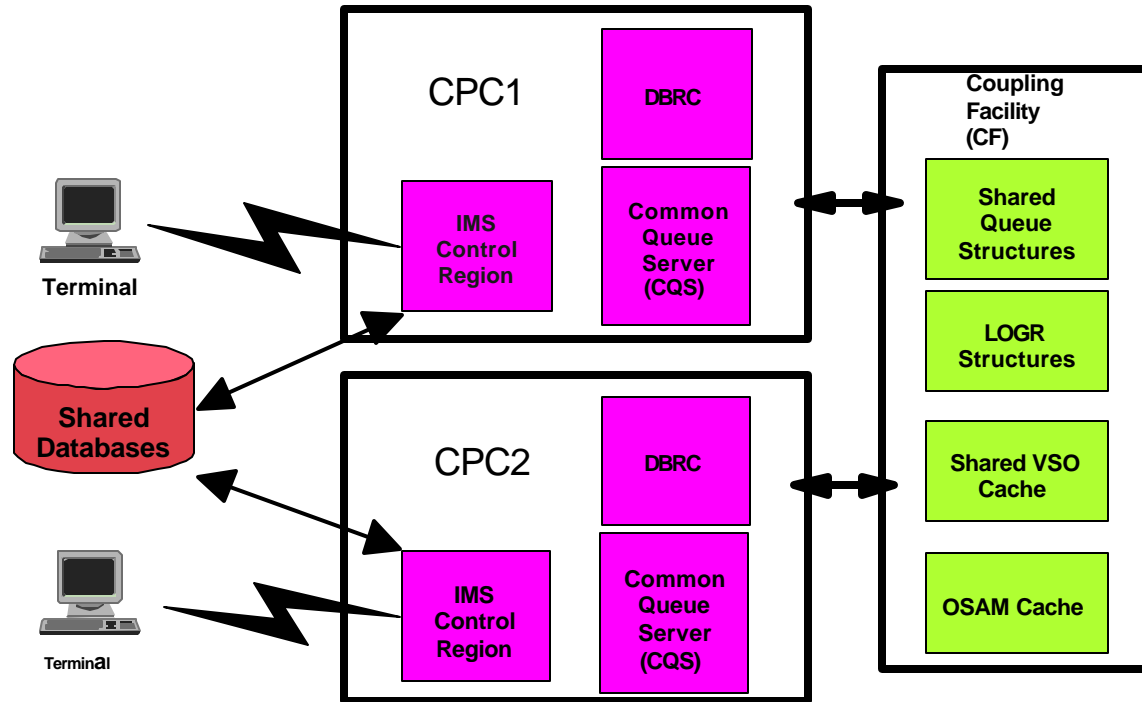 CPC1
DBRC
IMS
Control
Region
Common
Queue
Server
(CQS)
Terminal
Shared
Databases
CPC2
DBRC
IMS
Control
Region
Common
Queue
Server
(CQS)
Terminal
Coupling
Facility
(CF)
Shared
Queue
Structures
LOGR
Structures
Shared VSO
Cache
OSAM Cache